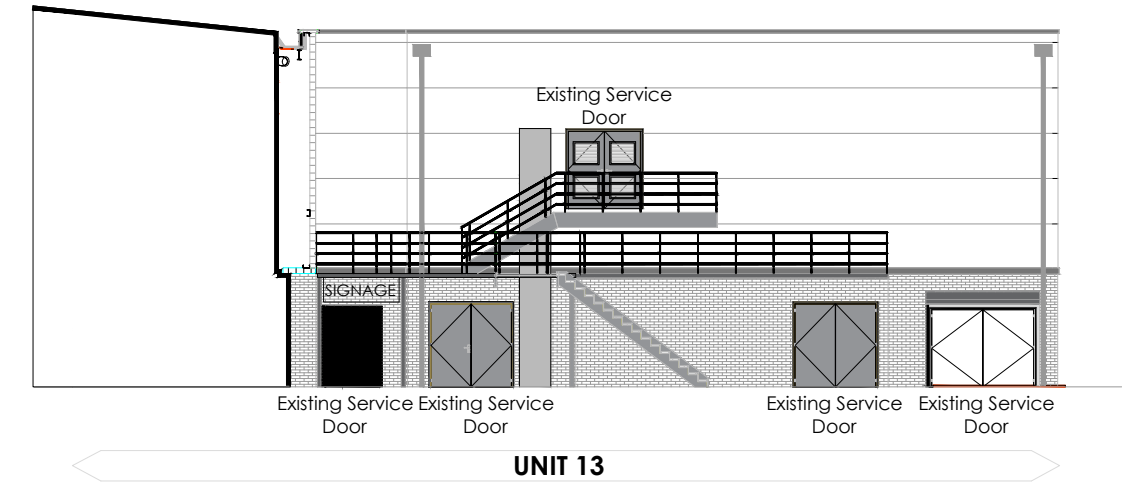 Existing Service
Door
SIGNAGE
Existing Service
Door
Existing Service
Door
Existing Service
Door
Existing Service
Door
UNIT 13